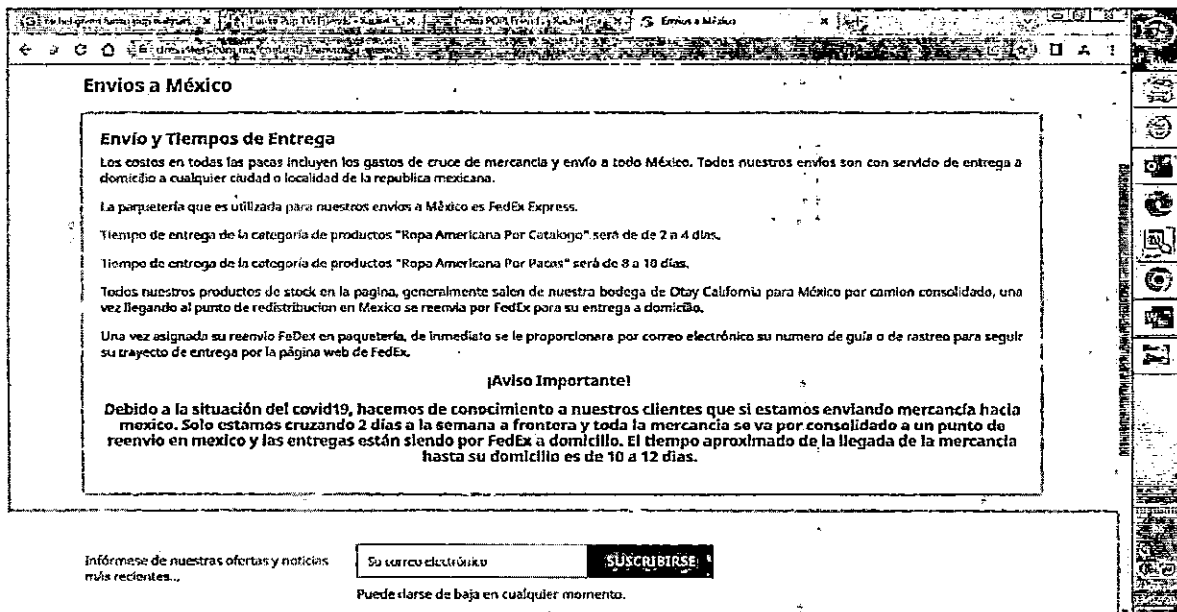 Envios a México
Envios a México
Envío y Tiempos de Entrega
Los costos en todas las pacas incluyen los gastos de cruce de mercancia y envío a todo México. Todos nuestros envíos son con servicio de entrega a
domicilio a cualquier ciudad o localidad de la republica mexicana.
La paquetería que es utilizada para nuestros envios a México es FedEx Express.
Tiempo de entrega de la categoría de productos "Ropa Americana Por Catalogo" será de de 2 a 4 días.
Tiempo de entrega de la categoría de productos "Ropa Americana Por Pacas" será de 8 a 10 días.
Todos nuestros productos de stock en la pagina, generalmente salen de nuestra bodega de Otay California para México por camion consolidado, una
vez llegando al punto de redistribucion en Mexico se reenvia por FedEx para su entrega a domicilio.
Una vez asignado su reenvio FeDex en paquetería, de inmediato se le proporcionara por correo electrónico su numero de guía o de rastreo para seguir
su trayecto de entrega por la página web de FedEx.
¡Aviso Importante!
Debido a la situación del covid19, hacemos de conocimiento a nuestros clientes que si estamos enviando mercancía hacia
mexico. Solo estamos cruzando 2 días a la semana a frontera y toda la mercancia se va por consolidado a un punto de
reenvio en mexico y las entregas están siendo por FedEx a domicilio. El tiempo aproximado de la llegada de la mercancia
hasta su domicilio es de 10 a 12 dias.
Infórmese de nuestras ofertas y noticias
más recientes...
Su correo electrónico
SUSCRIBIRSE
Puede darse de baja en cualquier momento.